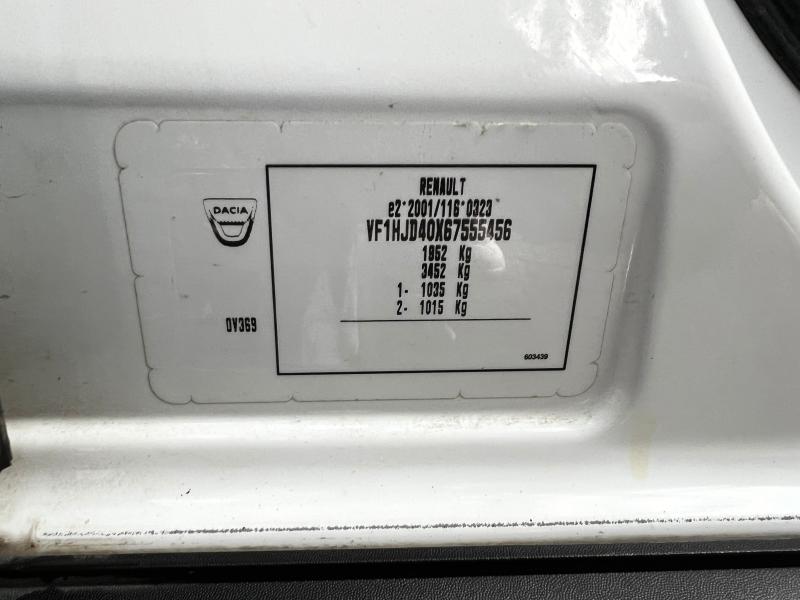 RENAULT
e2*2001/116*0323*
VF1HJD40X67555456
1952 Kg
3452 Kg
1- 1035 Kg
2- 1015 Kg
DACIA
0V369
603439